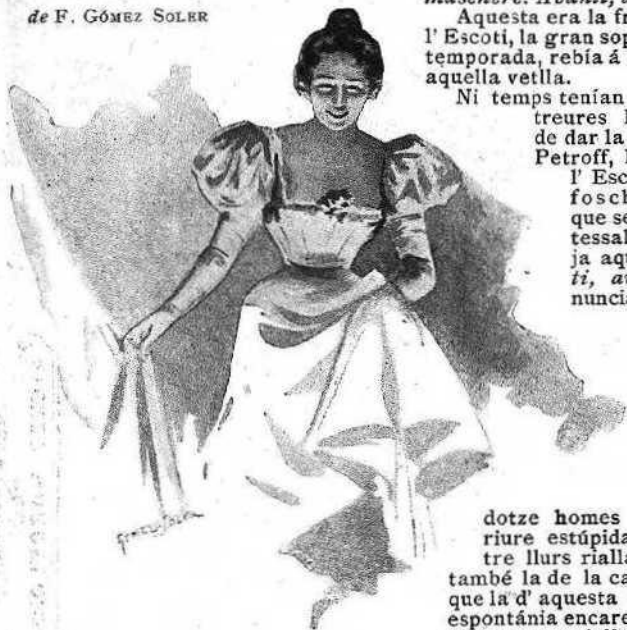 de F. GÓMEZ SOLER
Aquesta era la fr
l' Escoti, la gran sop
temporada, rebía á
aquella vetlla.
Ni temps tenían
treures l
de dar la
Petroff, l
l' Esc
fosch
que se
tessal
ja aqu
ti, av
nuncia
dotze homes
riure estúpida
tre llurs rialla
també la de la ca
que la d' aquesta
espontánia encare